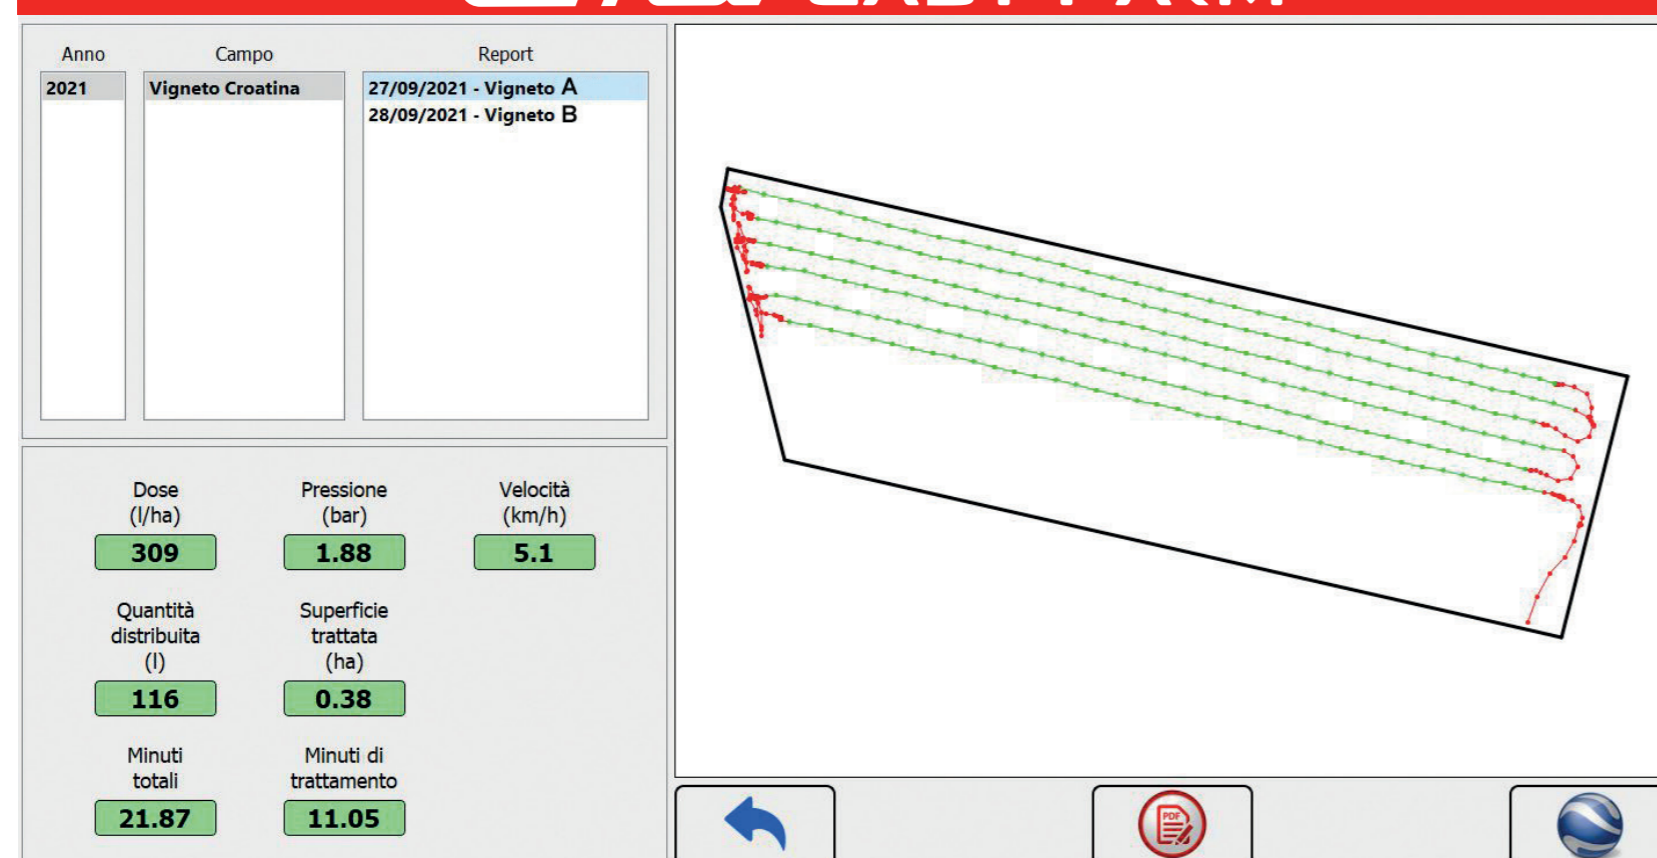 Anno
Campo
Report
2021
Vigneto Croatina
27/09/2021 - Vigneto A
28/09/2021 - Vigneto B
Dose
(l/ha)
309
Pressione
(bar)
1.88
Velocità
(km/h)
5.1
Quantità
distribuita
(l)
116
Superficie
trattata
(ha)
0.38
Minuti
totali
21.87
Minuti di
trattamento
11.05
PDF